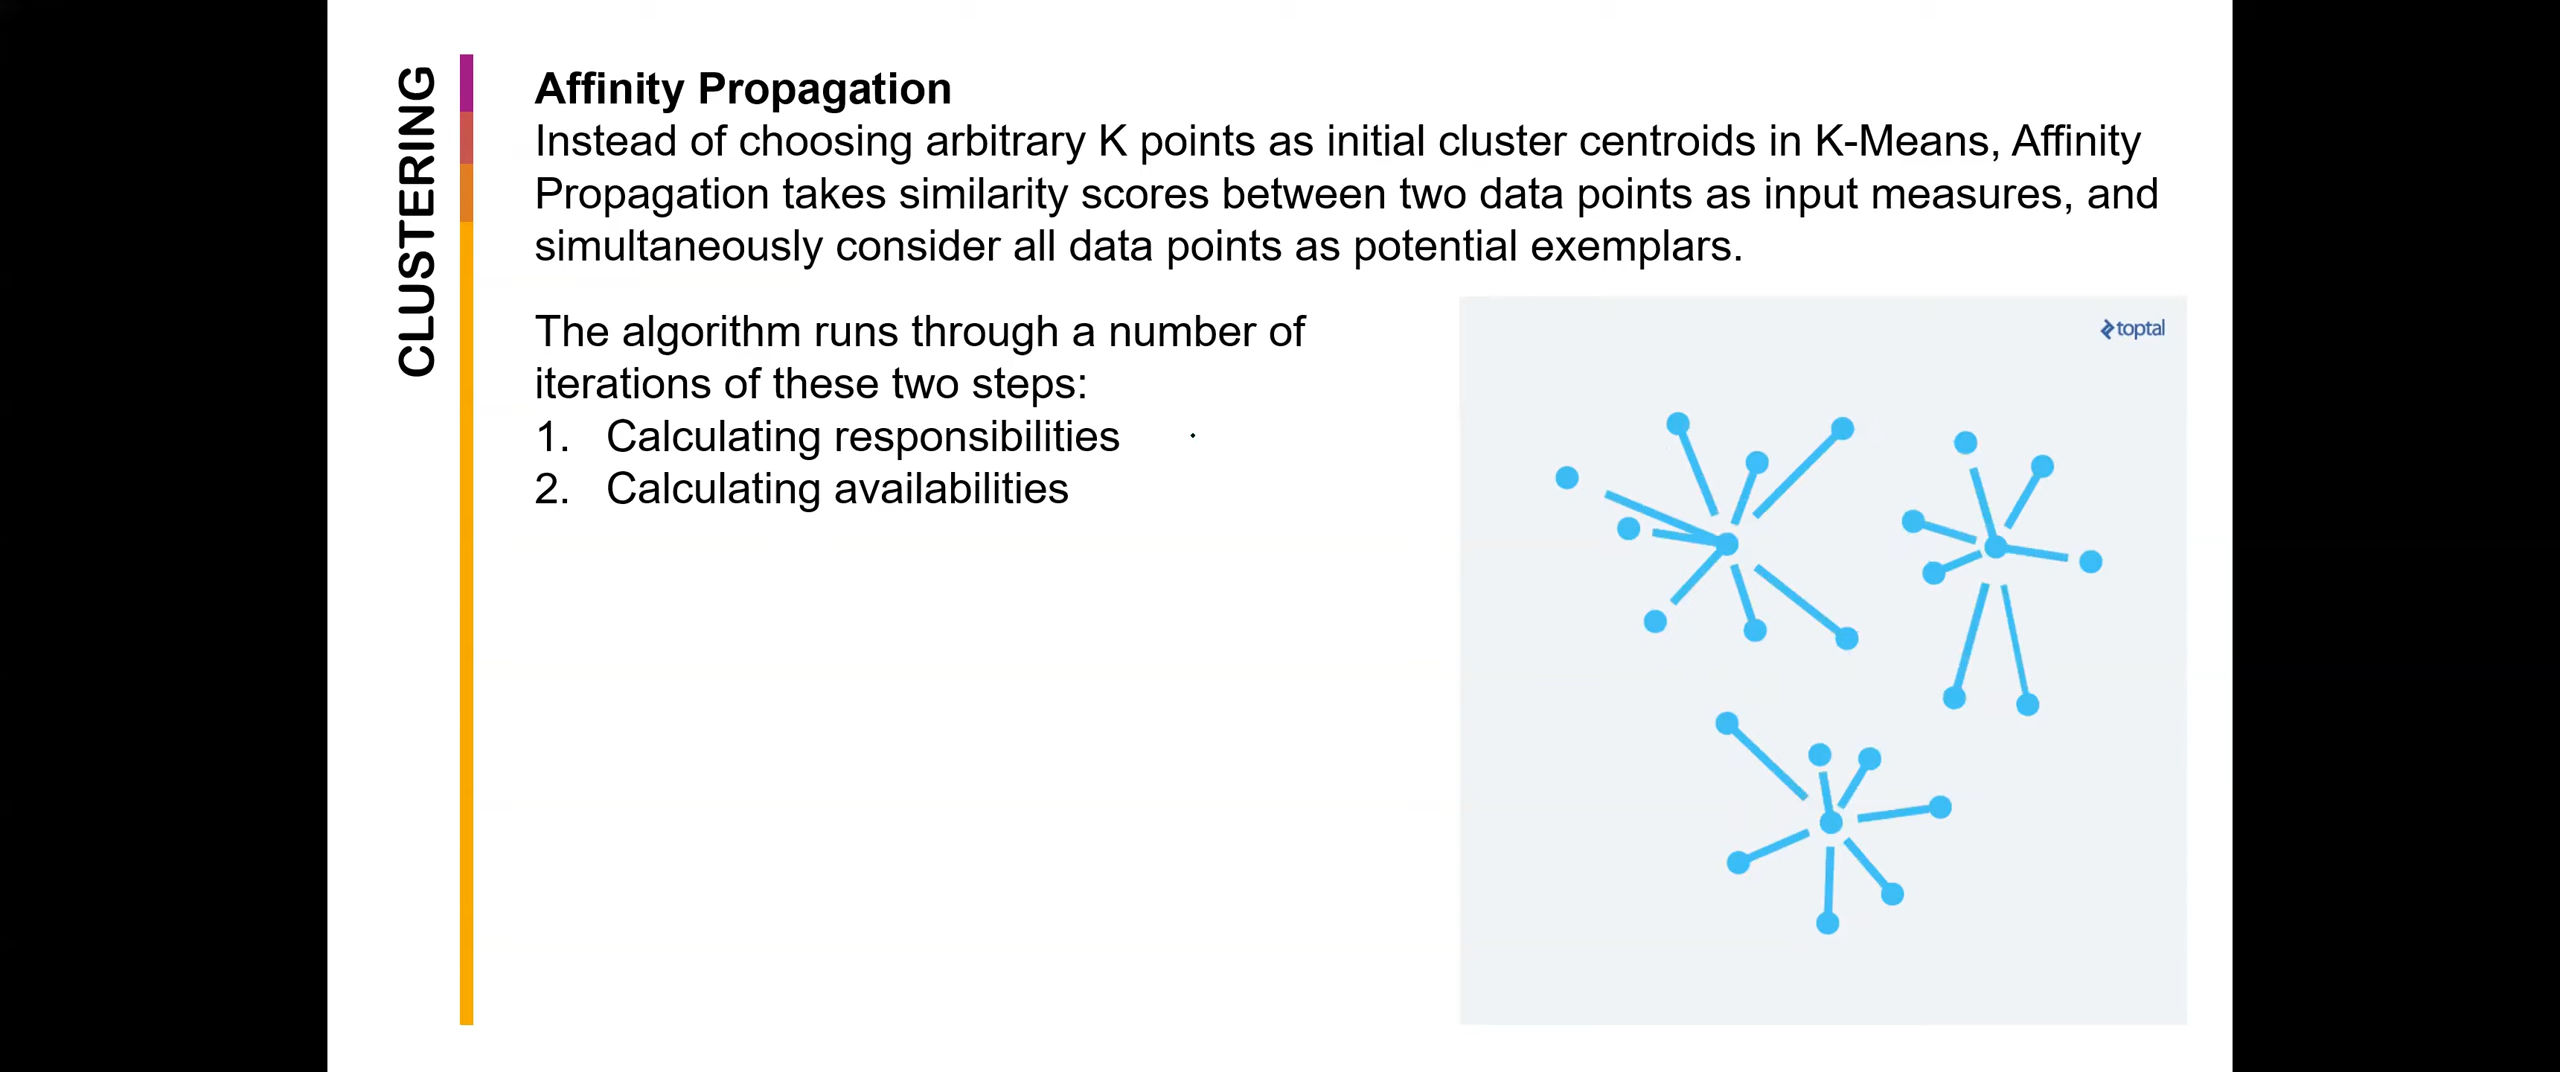 CLUSTERING
Affinity Propagation
Instead of choosing arbitrary K points as initial cluster centroids in K-Means, Affinity
Propagation takes similarity scores between two data points as input measures, and
simultaneously consider all data points as potential exemplars.
The algorithm runs through a number of
iterations of these two steps:
1. Calculating responsibilities
2. Calculating availabilities
toptal